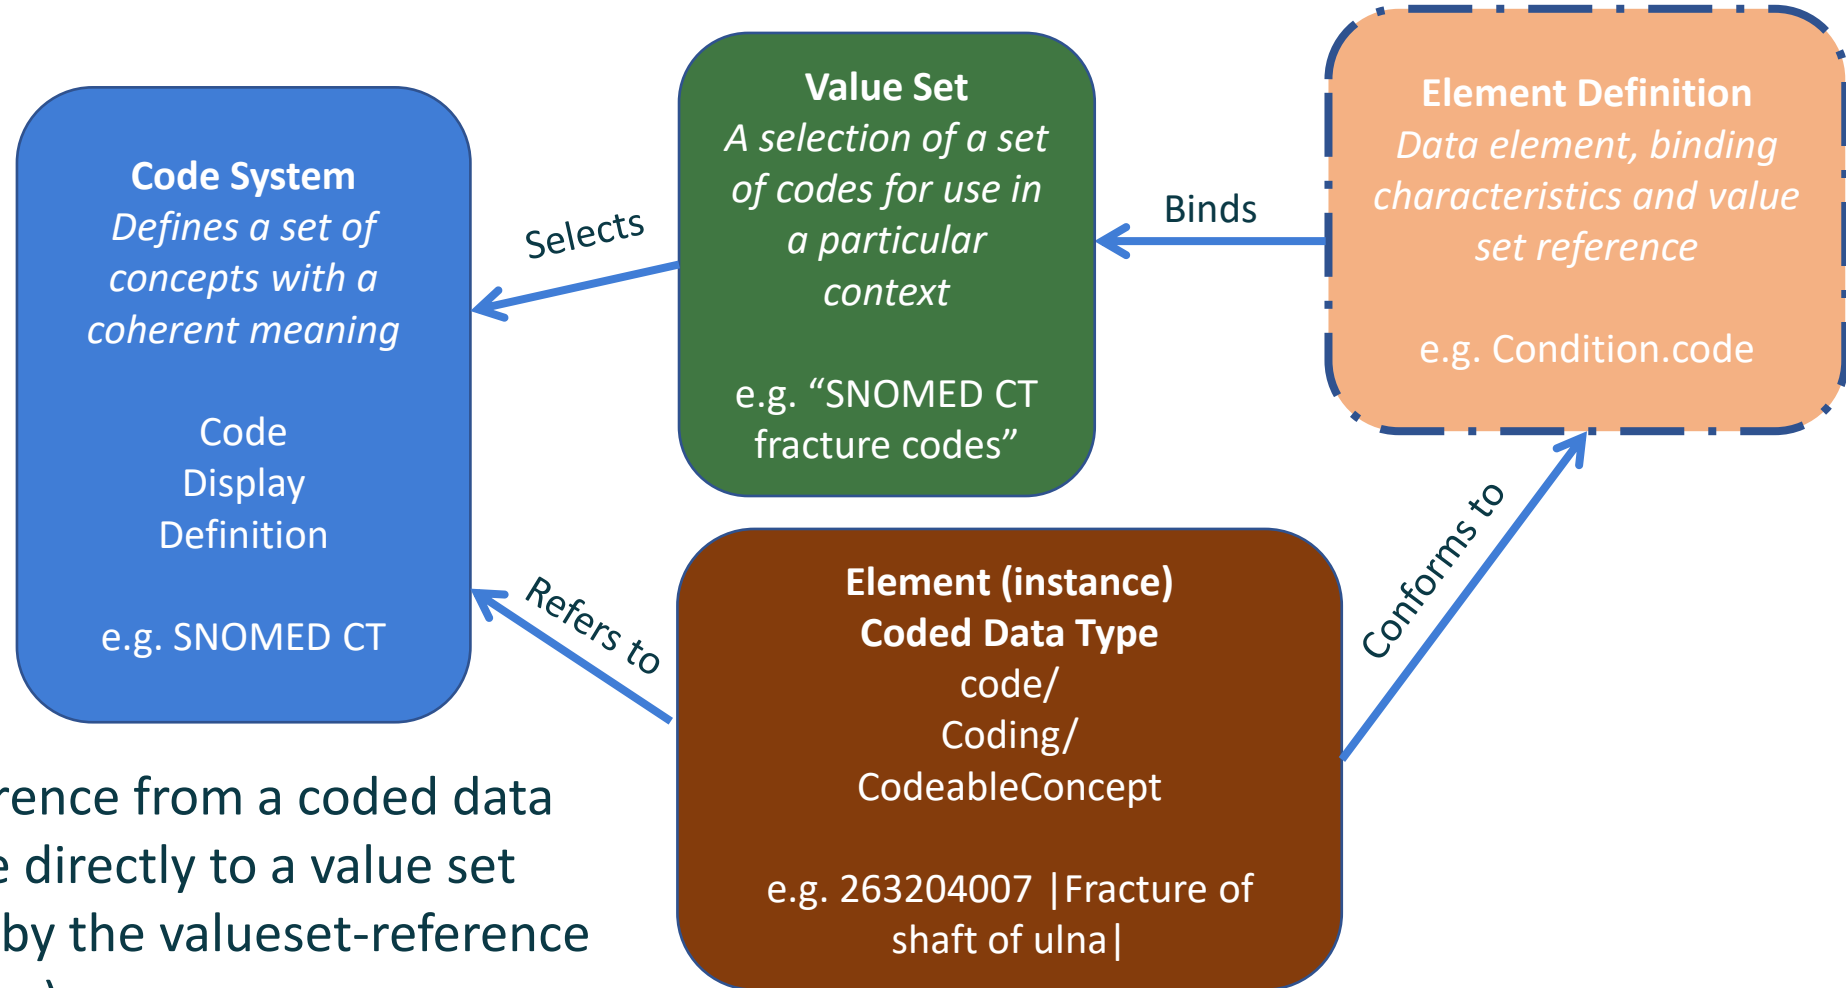 Code System
Defines a set of
concepts with a
coherent meaning
Code
Display
Definition
e.g. SNOMED CT
Selects
Value Set
A selection of a set
of codes for use in
a particular
context
e.g. “SNOMED CT
fracture codes”
Binds
Element Definition
Data element, binding
characteristics and value
set reference
e.g. Condition.code
Refers to
Element (instance)
Coded Data Type
code/
Coding/
CodeableConcept
e.g. 263204007 |Fracture of
shaft of ulna|
Conforms to
rence from a coded data
e directly to a value set
by the valueset-reference